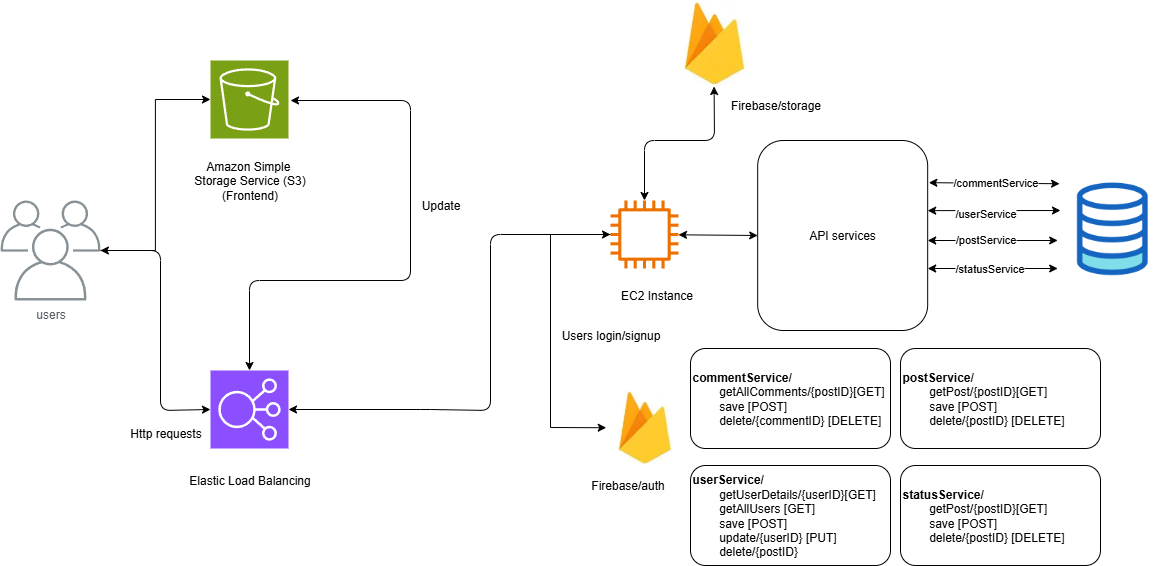 Firebase/storage
Amazon Simple
Storage Service (S3)
(Frontend)
Update
users
API services
/commentService
/userService
/postService
/statusService
EC2 Instance
Users login/signup
Http requests
Elastic Load Balancing
Firebase/auth
commentService/
getAllComments/{postID}[GET]
save [POST]
delete/{commentID} [DELETE]
postService/
getPost/{postID}[GET]
save [POST]
delete/{postID} [DELETE]
userService/
getUserDetails/{userID}[GET]
getAllUsers [GET]
save [POST]
update/{userID} [PUT]
delete/{postID}
statusService/
getPost/{postID}[GET]
save [POST]
delete/{postID} [DELETE]